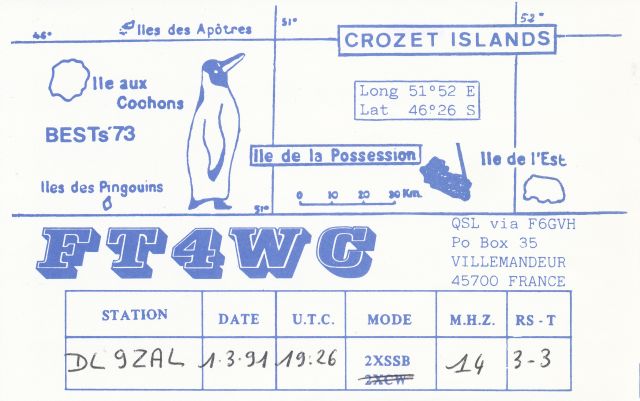 52°
51°
Iles des Apôtres
46°
CROZET ISLANDS
Ile aux
Cochons
Long 51°52 E
Lat 46°26 S
BESTs'73
Ile de la Possession
Ile de l'Est
Iles des Pingouins
0 10 20 30 Km.
51°
FT4WC
QSL via F6GVH
Po Box 35
VILLEMANDEUR
45700 FRANCE
STATION DATE U.T.C. MODE M.H.Z. RS - T
DL 9ZAL 1.3.91 19:26 2XSSB 14 3-3
2XCW